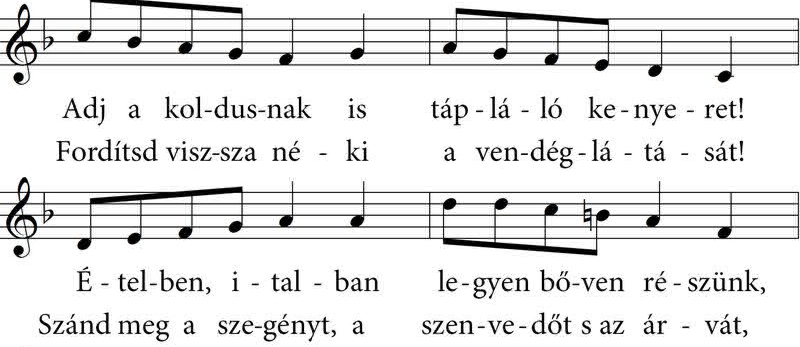 Adj a kol-dus-nak is táp - lá - ló ke - nye - ret!
Fordítsd visz-sza né - ki a ven-dég - lá - tá - sát!
É - tel-ben, i - tal - ban le-gyen bő-ven ré - szünk,
Szánd meg a sze-gényt, a szen-ve-dőt s az ár - vát,